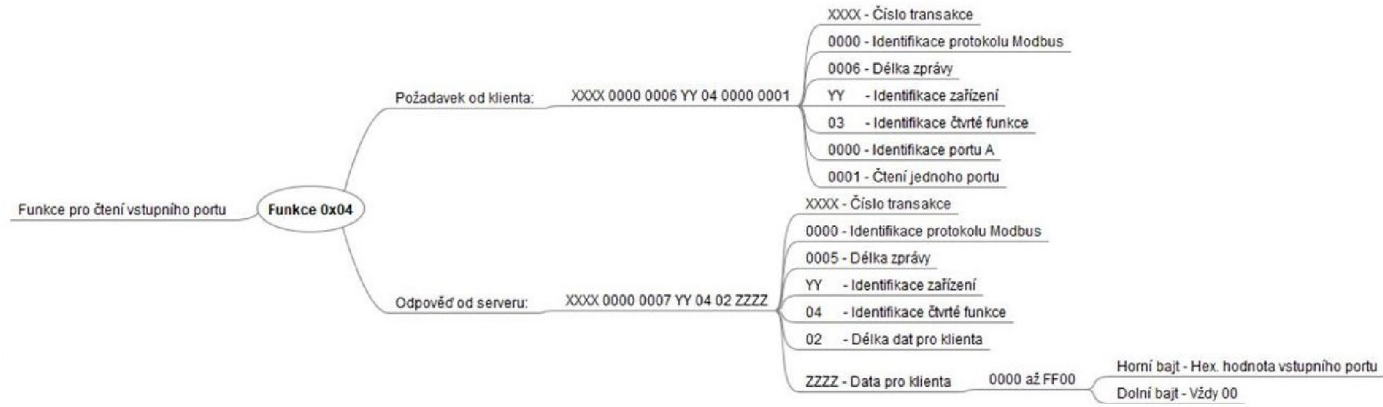 Funkce pro čtení vstupního portu
Funkce 0x04
Požadavek od klienta:
XXXX 0000 0006 YY 04 0000 0001
XXXX - Číslo transakce
0000 - Identifikace protokolu Modbus
0006 - Délka zprávy
YY - Identifikace zařízení
03 - Identifikace čtvrté funkce
0000 - Identifikace portu A
0001 - Čtení jednoho portu
Odpověď od serveru:
XXXX 0000 0007 YY 04 02 ZZZZ
XXXX - Číslo transakce
0000 - Identifikace protokolu Modbus
0005 - Délka zprávy
YY - Identifikace zařízení
04 - Identifikace čtvrté funkce
02 - Délka dat pro klienta
ZZZZ - Data pro klienta
0000 až FF00
Horní bajt - Hex. hodnota vstupního portu
Dolní bajt - Vždy 00